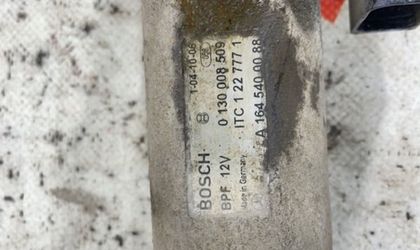 1-04-10-06
BOSCH 0 130 008 509
BPF 12V ITC 1 22 777 1
Made in Germany A 164 540 00 88